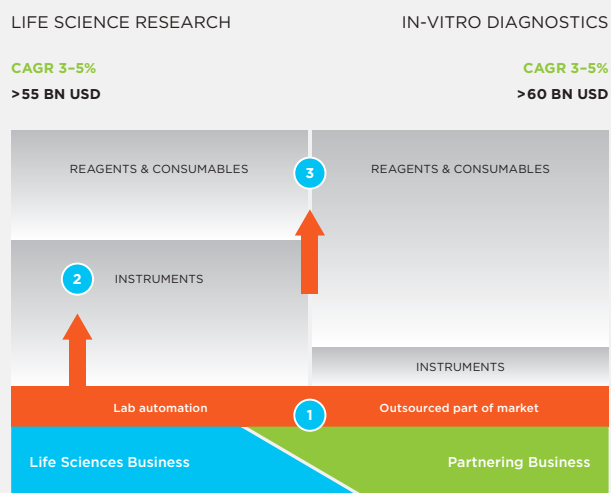 LIFE SCIENCE RESEARCH
IN-VITRO DIAGNOSTICS
CAGR 3–5%
CAGR 3–5%
>55 BN USD
>60 BN USD
REAGENTS & CONSUMABLES
3
REAGENTS & CONSUMABLES
2
INSTRUMENTS
INSTRUMENTS
Lab automation
1
Outsourced part of market
Life Sciences Business
Partnering Business